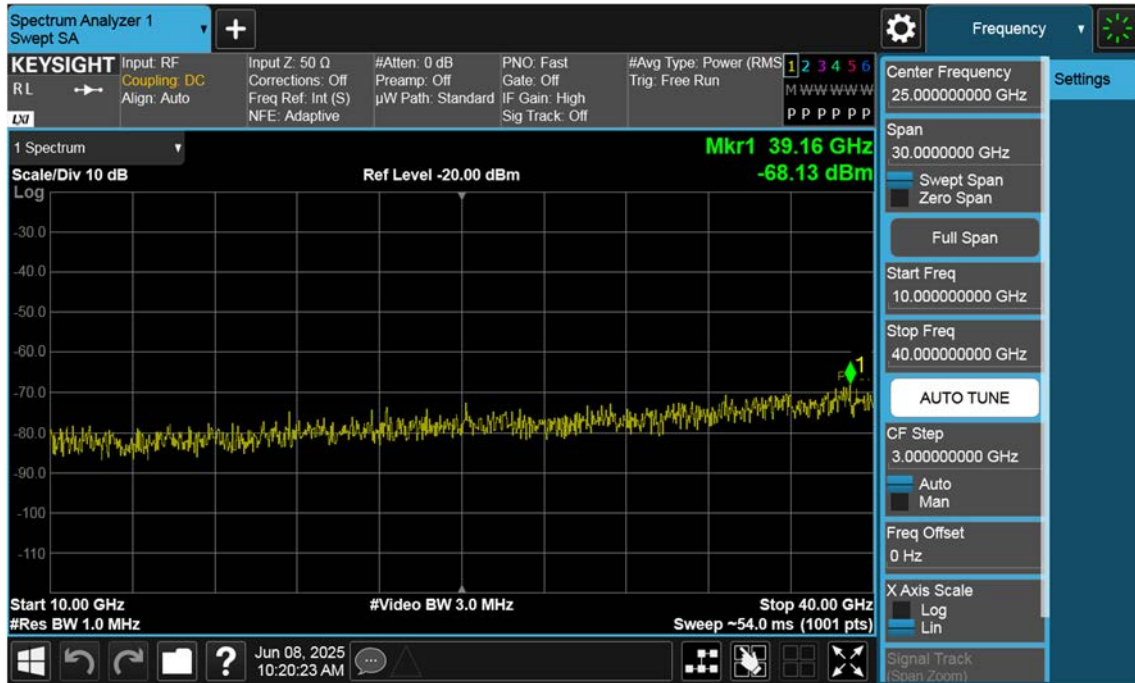 Spectrum Analyzer 1
Swept SA
+
Frequency
KEYSIGHT
RL
LXI
Input: RF
Coupling: DC
Align: Auto
Input Z: 50 Ω
Corrections: Off
Freq Ref: Int (S)
NFE: Adaptive
#Atten: 0 dB
Preamp: Off
µW Path: Standard
PNO: Fast
Gate: Off
IF Gain: High
Sig Track: Off
#Avg Type: Power (RMS
Trig: Free Run
1 2 3 4 5 6
M W W W W W
P P P P P P
1 Spectrum
Mkr1 39.16 GHz
-68.13 dBm
Scale/Div 10 dB
Ref Level -20.00 dBm
Log
-30.0
-40.0
-50.0
-60.0
-70.0
-80.0
-90.0
-100
-110
1
Start 10.00 GHz
#Video BW 3.0 MHz
Stop 40.00 GHz
#Res BW 1.0 MHz
Sweep ~54.0 ms (1001 pts)
?
Jun 08, 2025
10:20:23 AM
Center Frequency
25.000000000 GHz
Span
30.0000000 GHz
Swept Span
Zero Span
Full Span
Start Freq
10.000000000 GHz
Stop Freq
40.000000000 GHz
AUTO TUNE
CF Step
3.000000000 GHz
Auto
Man
Freq Offset
0 Hz
X Axis Scale
Log
Lin
Signal Track
(Span Zoom)
Settings